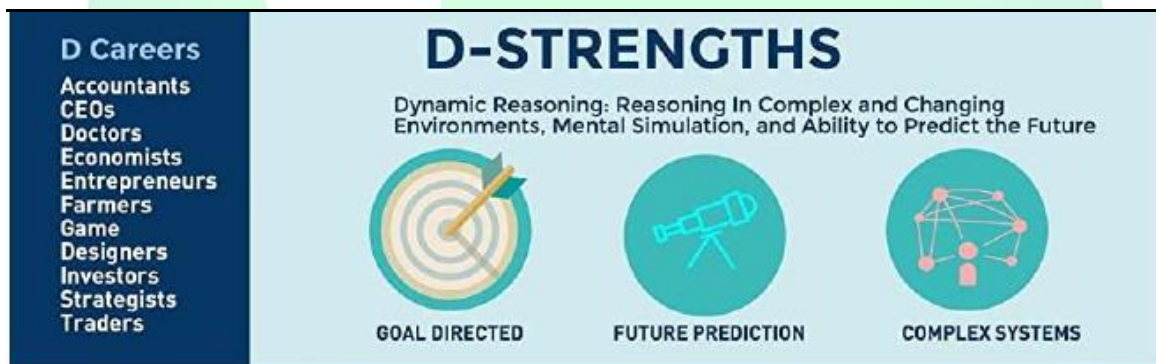 D Careers
Accountants
CEOs
Doctors
Economists
Entrepreneurs
Farmers
Game
Designers
Investors
Strategists
Traders
D-STRENGTHS
Dynamic Reasoning: Reasoning In Complex and Changing
Environments, Mental Simulation, and Ability to Predict the Future
GOAL DIRECTED
FUTURE PREDICTION
COMPLEX SYSTEMS